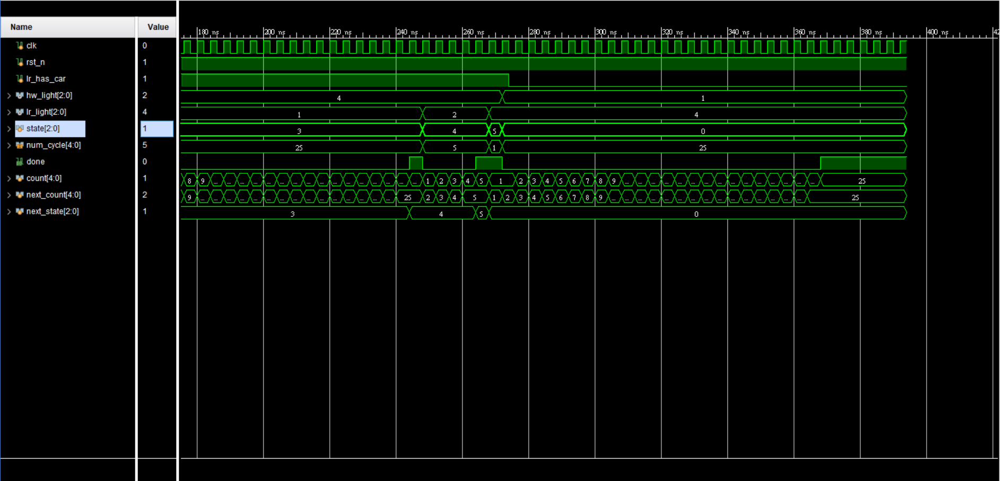 Name Value
180 ns 200 ns 220 ns 240 ns 260 ns 280 ns 300 ns 320 ns 340 ns 360 ns 380 ns 400 ns 42
clk 0
rst_n 1
lr_has_car 1
hw_light[2:0] 2 4 1
lr_light[2:0] 4 1 2 4
state[2:0] 1 3 4 5 0
num_cycle[4:0] 5 25 5 1 25
done 0
count[4:0] 1 8 9 ... ... ... ... ... ... ... ... ... ... ... ... ... ... ... ... 1 2 3 4 5 1 2 3 4 5 6 7 8 9 ... ... ... ... ... ... ... ... ... ... ... ... ... ... ... 25
next_count[4:0] 2 9 ... ... ... ... ... ... ... ... ... ... ... ... ... ... ... 25 2 3 4 5 1 2 3 4 5 6 7 8 9 ... ... ... ... ... ... ... ... ... ... ... ... ... ... ... 25
next_state[2:0] 1 3 4 5 0